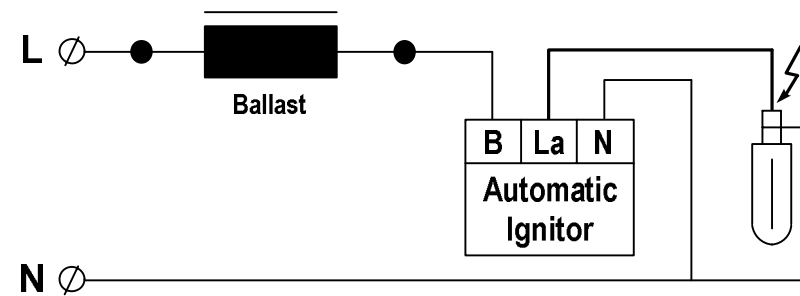 L
Ballast
B La N
Automatic
Ignitor
N